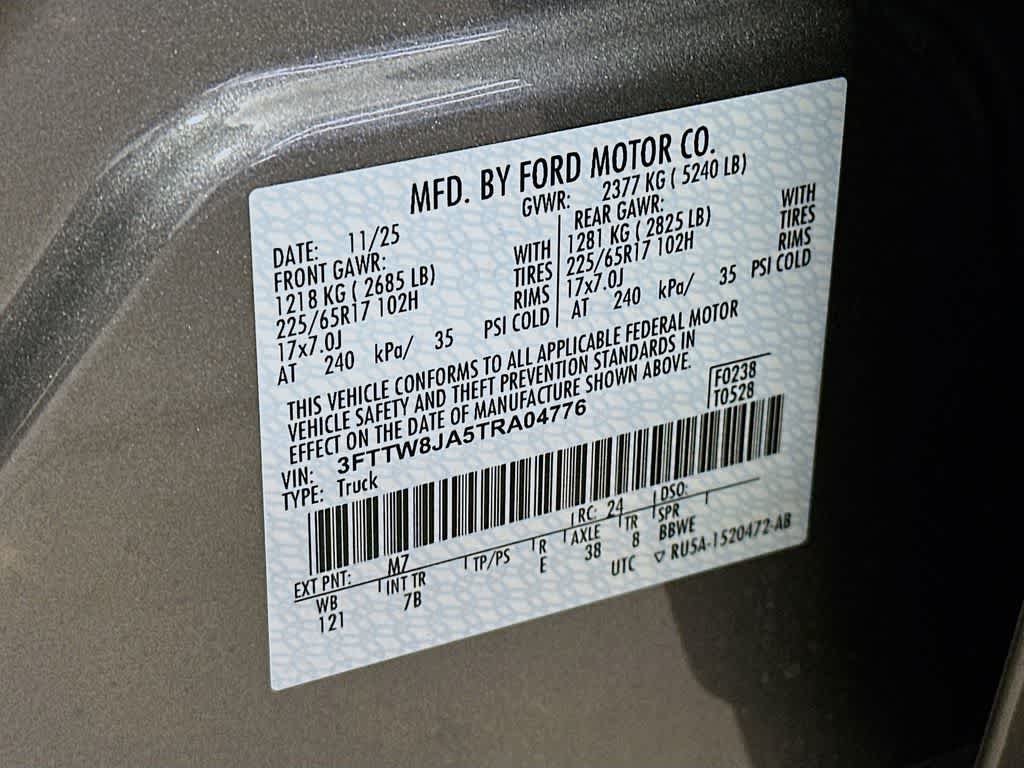 MFD. BY FORD MOTOR CO.
DATE: 11/25
GVWR: 2377 KG ( 5240 LB)
FRONT GAWR:
1218 KG ( 2685 LB) WITH
225/65R17 102H TIRES
17x7.0J RIMS
AT 240 kPa/ 35 PSI COLD
REAR GAWR:
1281 KG ( 2825 LB) WITH
225/65R17 102H TIRES
17x7.0J RIMS
AT 240 kPa/ 35 PSI COLD
THIS VEHICLE CONFORMS TO ALL APPLICABLE FEDERAL MOTOR
VEHICLE SAFETY AND THEFT PREVENTION STANDARDS IN
EFFECT ON THE DATE OF MANUFACTURE SHOWN ABOVE.
VIN: 3FTTW8JA5TRA04776
TYPE: Truck
F0238
T0528
EXT PNT: M7 RC: 24 DSO:
WB INT TR TP/PS R AXLE TR SPR
121 7B E 38 8 BBWE
UTC ▽ RU5A-1520472-AB